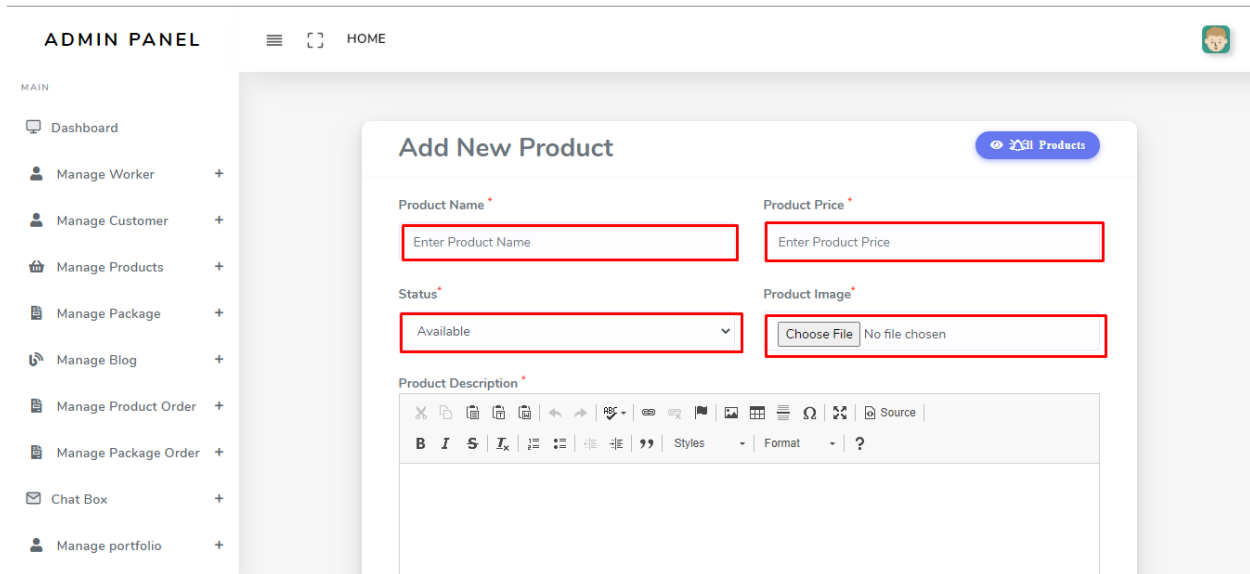 ADMIN PANEL
HOME
MAIN
Dashboard
Manage Worker +
Manage Customer +
Manage Products +
Manage Package +
Manage Blog +
Manage Product Order +
Manage Package Order +
Chat Box +
Manage portfolio +
Add New Product
Products
Product Name *
Enter Product Name
Product Price *
Enter Product Price
Status*
Available
Product Image*
Choose File No file chosen
Product Description *
ABC
Ω
Source
B I S Ix
Styles
Format
?